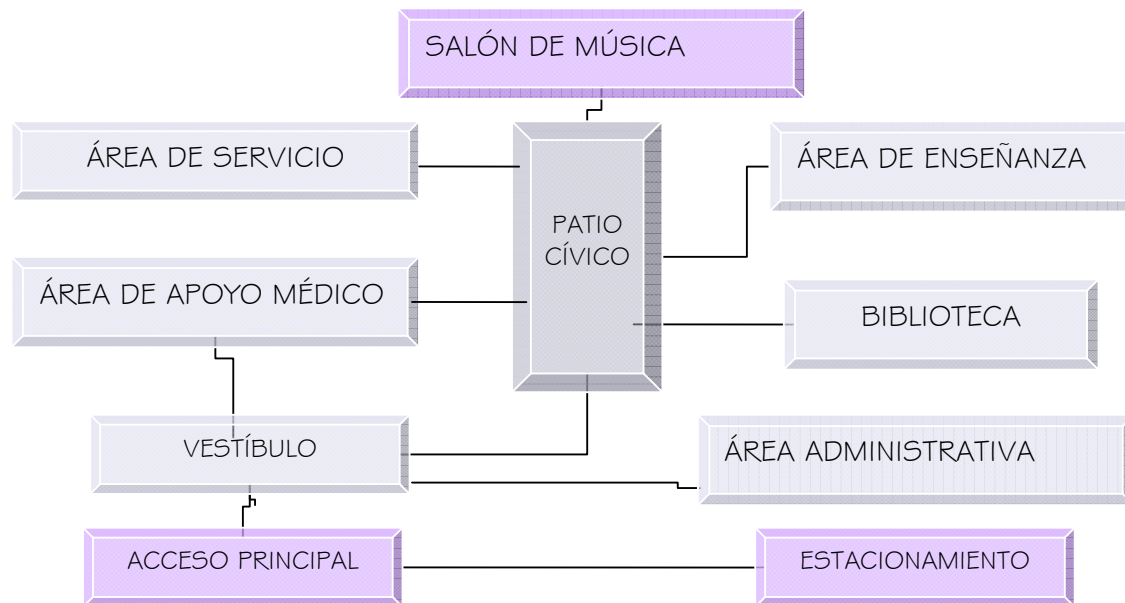 SALÓN DE MÚSICA
ÁREA DE SERVICIO
ÁREA DE ENSEÑANZA
PATIO
CÍVICO
ÁREA DE APOYO MÉDICO
BIBLIOTECA
VESTÍBULO
ÁREA ADMINISTRATIVA
ACCESO PRINCIPAL
ESTACIONAMIENTO